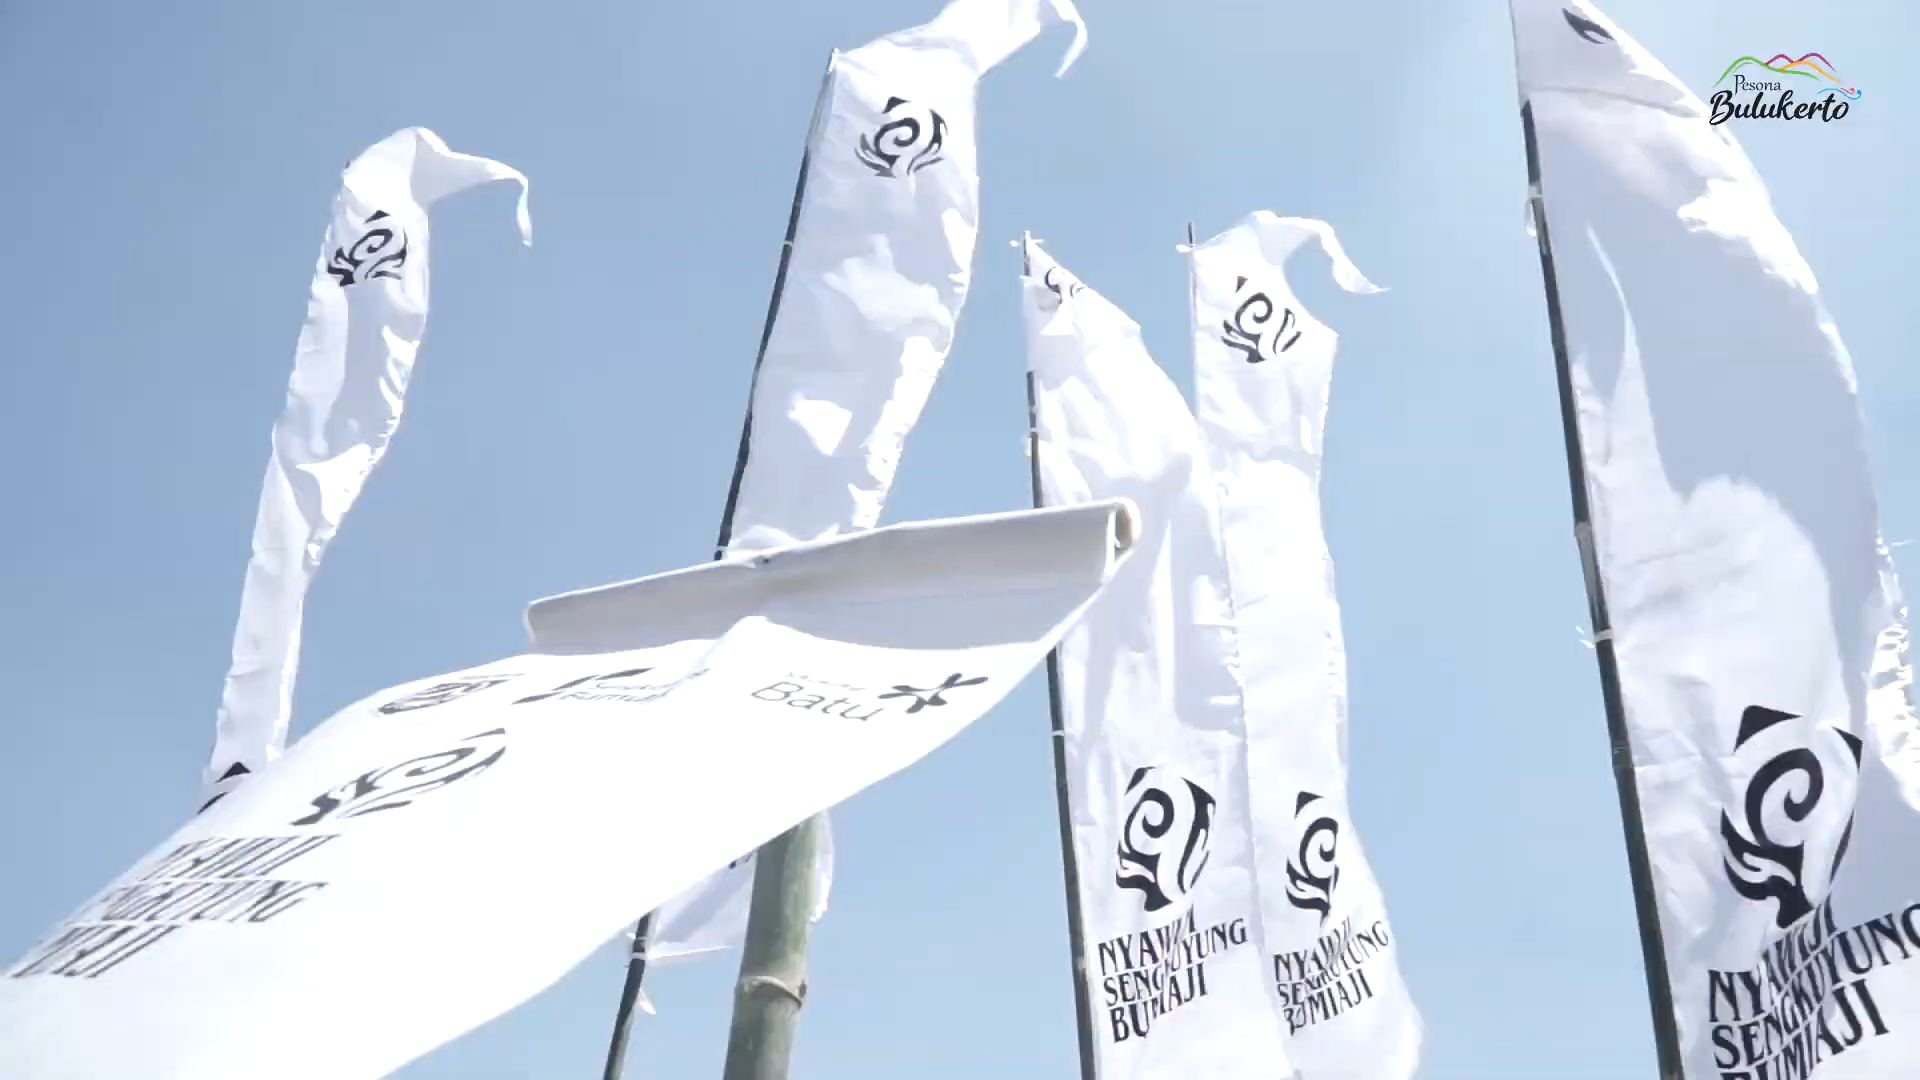 Pesona
Bulukerto
Batu
NYAWIJI
SENGKUYUNG
BUMIAJI
NYAWIJI
SENGKUYUNG
BUMIAJI
NYAWIJI
SENGKUYUNG
BUMIAJI